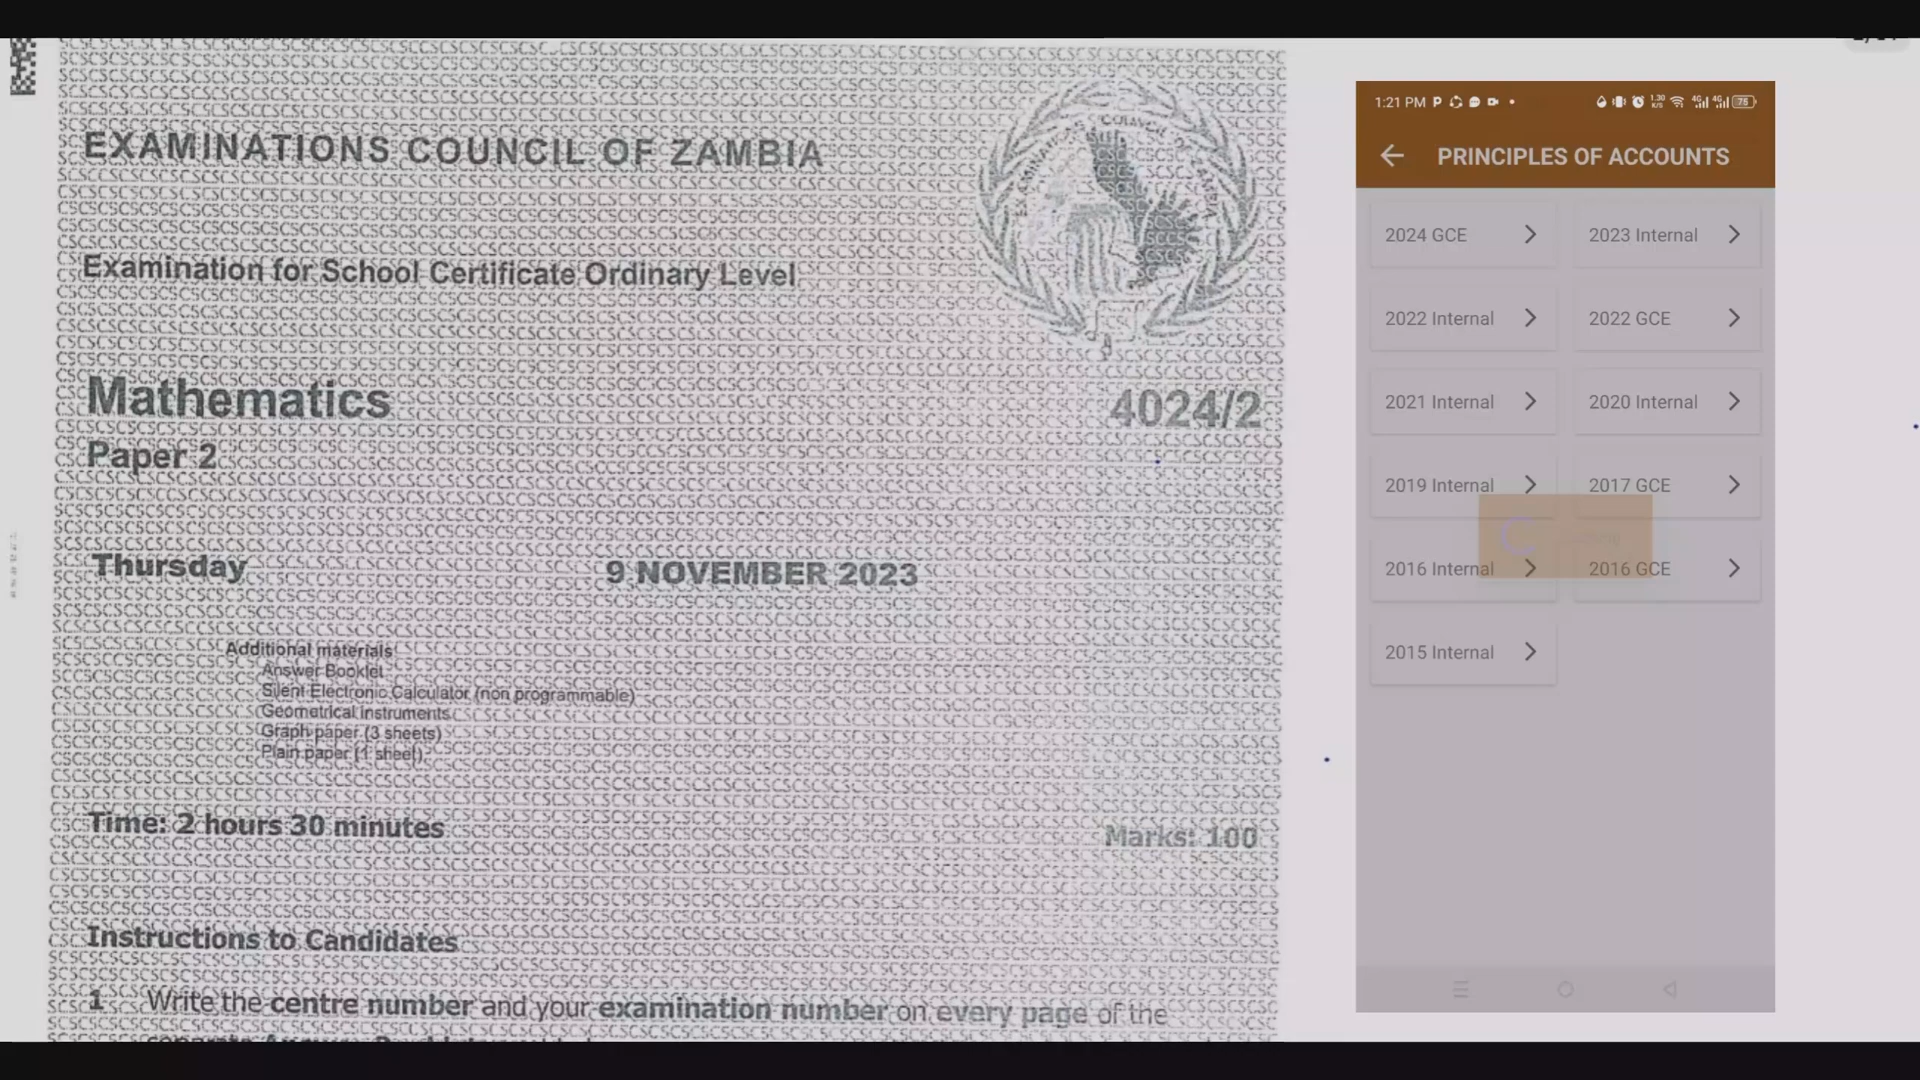 EXAMINATIONS COUNCIL OF ZAMBIA
Examination for School Certificate Ordinary Level
Mathematics 4024/2
Paper 2
Thursday 9 NOVEMBER 2023
Additional materials:
Answer Booklet
Silent Electronic Calculator (non programmable)
Geometrical instruments
Graph paper (3 sheets)
Plain paper (1 sheet)
Time: 2 hours 30 minutes Marks: 100
Instructions to Candidates
1 Write the centre number and your examination number on every page of the
1:21 PM
75
PRINCIPLES OF ACCOUNTS
2024 GCE 2023 Internal
2022 Internal 2022 GCE
2021 Internal 2020 Internal
2019 Internal 2017 GCE
2016 Internal 2016 GCE
2015 Internal